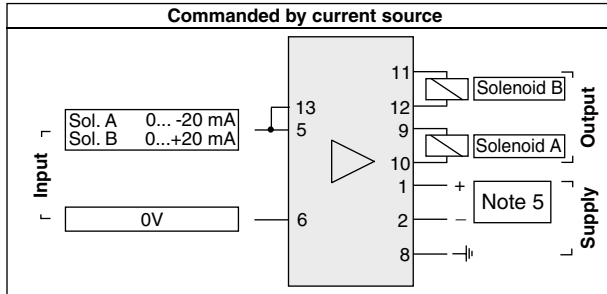 Commanded by current source
Sol. A 0... -20 mA
Sol. B 0...+20 mA
0V
Input
13
5
6
11
12
9
10
1
2
8
Solenoid B
Solenoid A
+
−
Note 5
Output
Supply